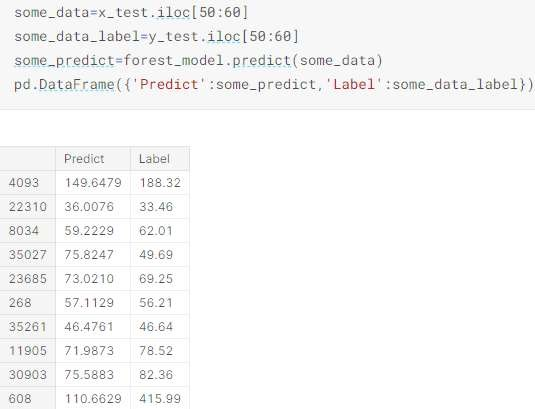 some_data=x_test.iloc[50:60]
some_data_label=y_test.iloc[50:60]
some_predict=forest_model.predict(some_data)
pd.DataFrame({'Predict':some_predict,'Label':some_data_label})
Predict Label
4093 149.6479 188.32
22310 36.0076 33.46
8034 59.2229 62.01
35027 75.8247 49.69
23685 73.0210 69.25
268 57.1129 56.21
35261 46.4761 46.64
11905 71.9873 78.52
30903 75.5883 82.36
608 110.6629 415.99